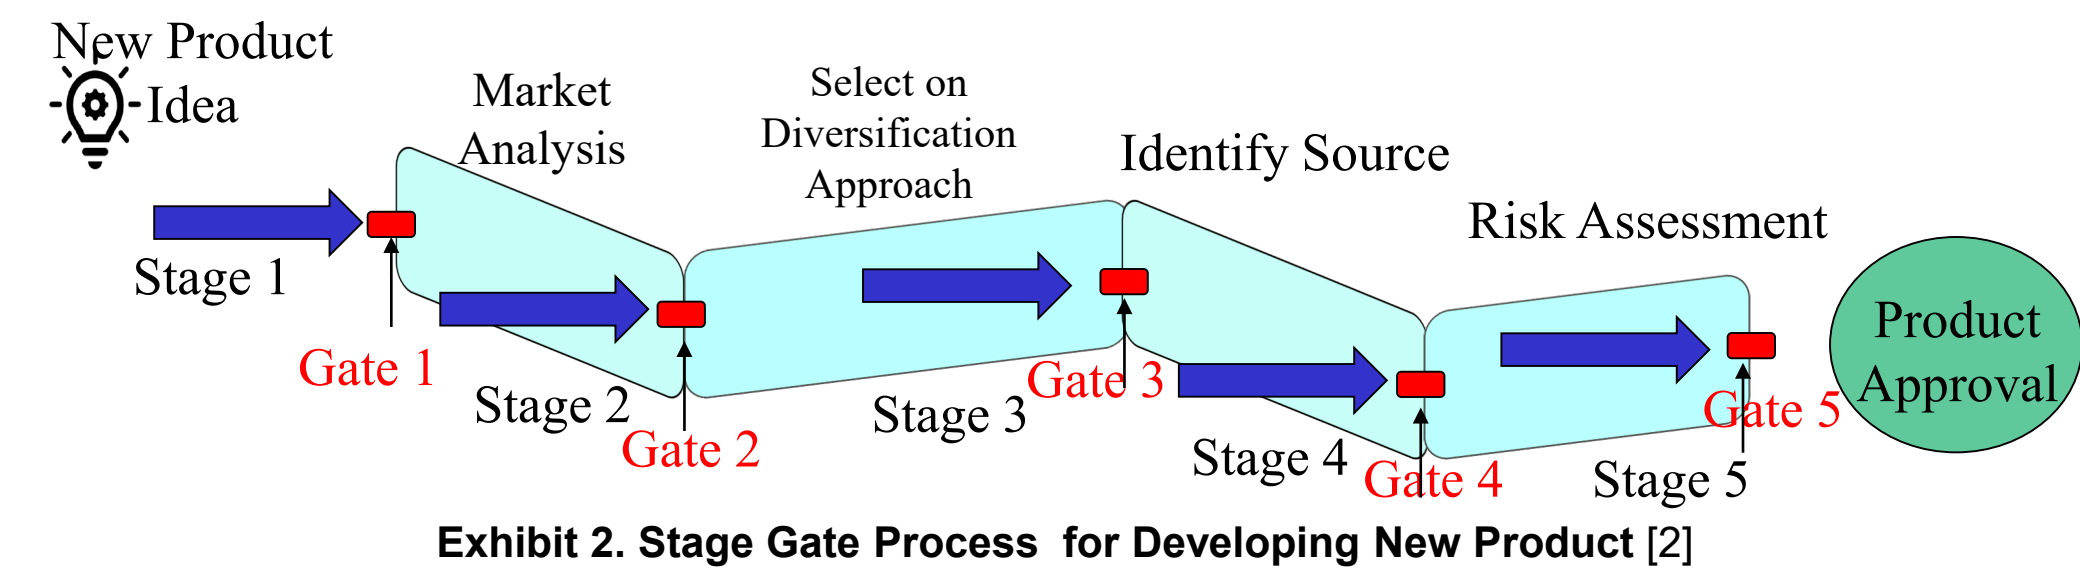 New Product
Idea
Market
Analysis
Select on
Diversification
Approach
Identify Source
Risk Assessment
Stage 1
Gate 1
Stage 2
Gate 2
Stage 3
Gate 3
Stage 4
Gate 4
Stage 5
Gate 5
Product
Approval
Exhibit 2. Stage Gate Process for Developing New Product [2]